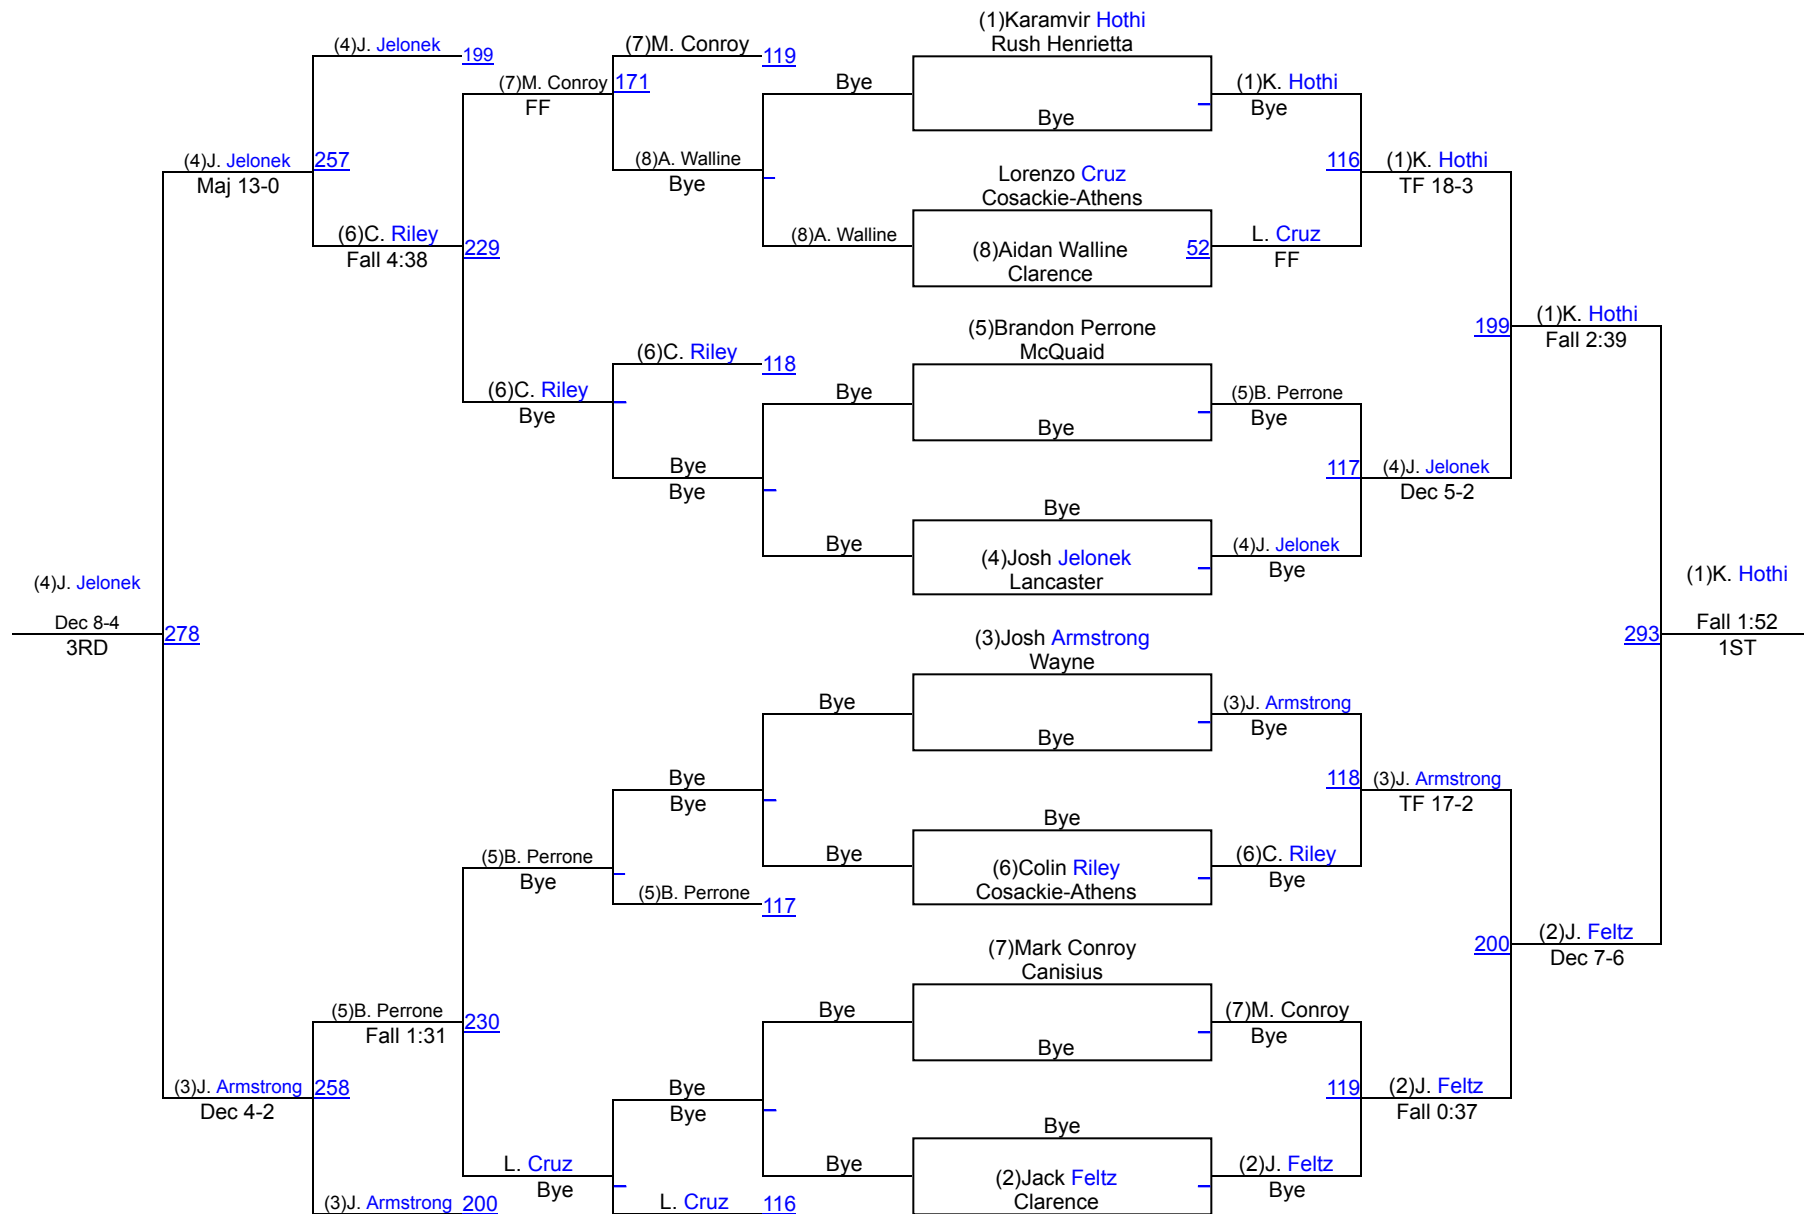 (1)Karamvir Hothi
Rush Henrietta
(4)J. Jelonek 199
(7)M. Conroy 119
(7)M. Conroy 171
FF
Bye
(1)K. Hothi
Bye
Bye
(4)J. Jelonek 257
Maj 13-0
(8)A. Walline
Bye
Lorenzo Cruz
Cosackie-Athens
116 (1)K. Hothi
TF 18-3
(6)C. Riley
Fall 4:38
229
(8)A. Walline
(8)Aidan Walline 52
Clarence
L. Cruz
FF
(5)Brandon Perrone
McQuaid
199 (1)K. Hothi
Fall 2:39
(6)C. Riley 118
(6)C. Riley
Bye
Bye
(5)B. Perrone
Bye
Bye
Bye
Bye
117 (4)J. Jelonek
Dec 5-2
Bye
Bye
(4)Josh Jelonek
Lancaster
(4)J. Jelonek
Bye
(4)J. Jelonek
Dec 8-4
3RD
278
(1)K. Hothi
293 Fall 1:52
1ST
(3)Josh Armstrong
Wayne
Bye
(3)J. Armstrong
Bye
Bye
Bye
Bye
118 (3)J. Armstrong
TF 17-2
Bye
(5)B. Perrone
Bye
Bye
(6)Colin Riley
Cosackie-Athens
(6)C. Riley
Bye
(5)B. Perrone 117
(7)Mark Conroy
Canisius
200 (2)J. Feltz
Dec 7-6
(5)B. Perrone
Fall 1:31
230
Bye
(7)M. Conroy
Bye
Bye
(3)J. Armstrong 258
Dec 4-2
Bye
Bye
119 (2)J. Feltz
Fall 0:37
Bye
L. Cruz
Bye
Bye
(2)Jack Feltz
Clarence
(2)J. Feltz
Bye
(3)J. Armstrong 200
L. Cruz 116